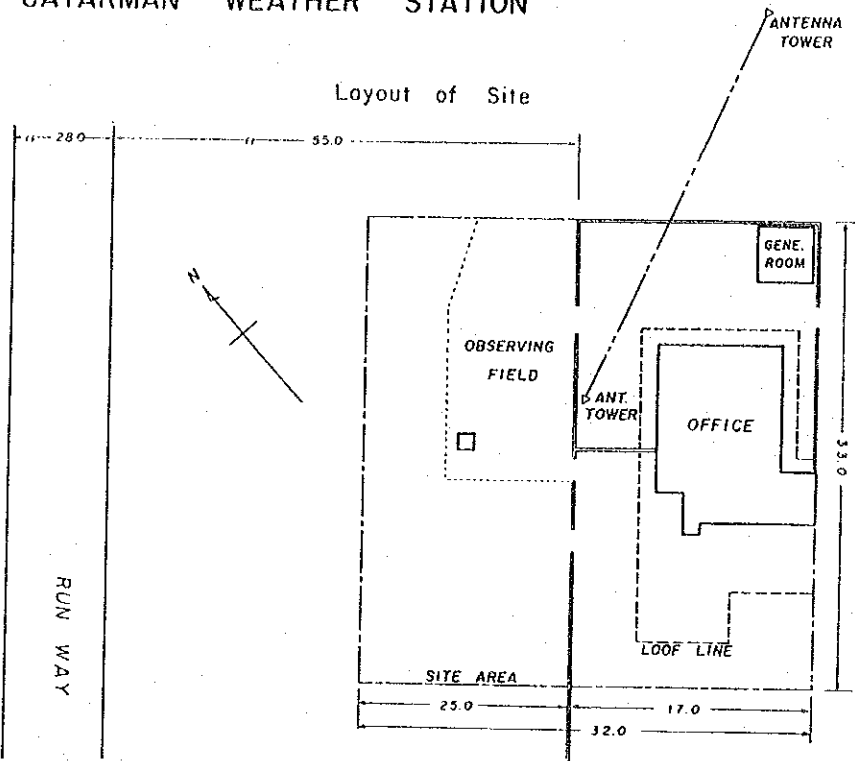 CATARMAN WEATHER STATION
ANTENNA
TOWER
Layout of Site
28.0
55.0
GENE.
ROOM
N
OBSERVING
FIELD
ANT.
TOWER
OFFICE
33.0
RUN WAY
LOOF LINE
SITE AREA
25.0
17.0
32.0